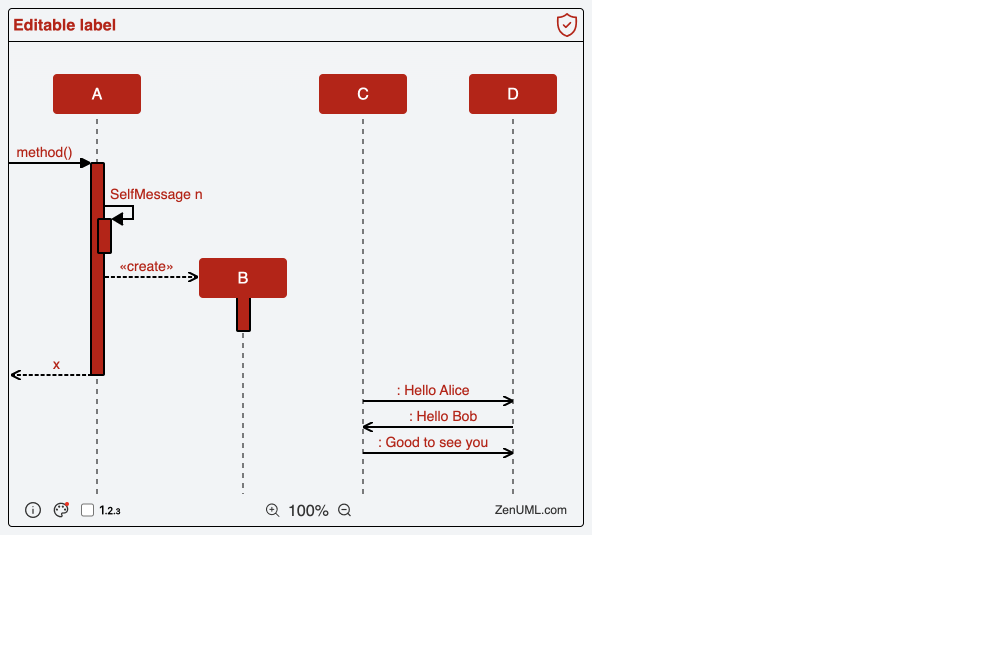 Editable label
A
C
D
method()
SelfMessage n
«create»
B
x
: Hello Alice
: Hello Bob
: Good to see you
1.2.3
100%
ZenUML.com